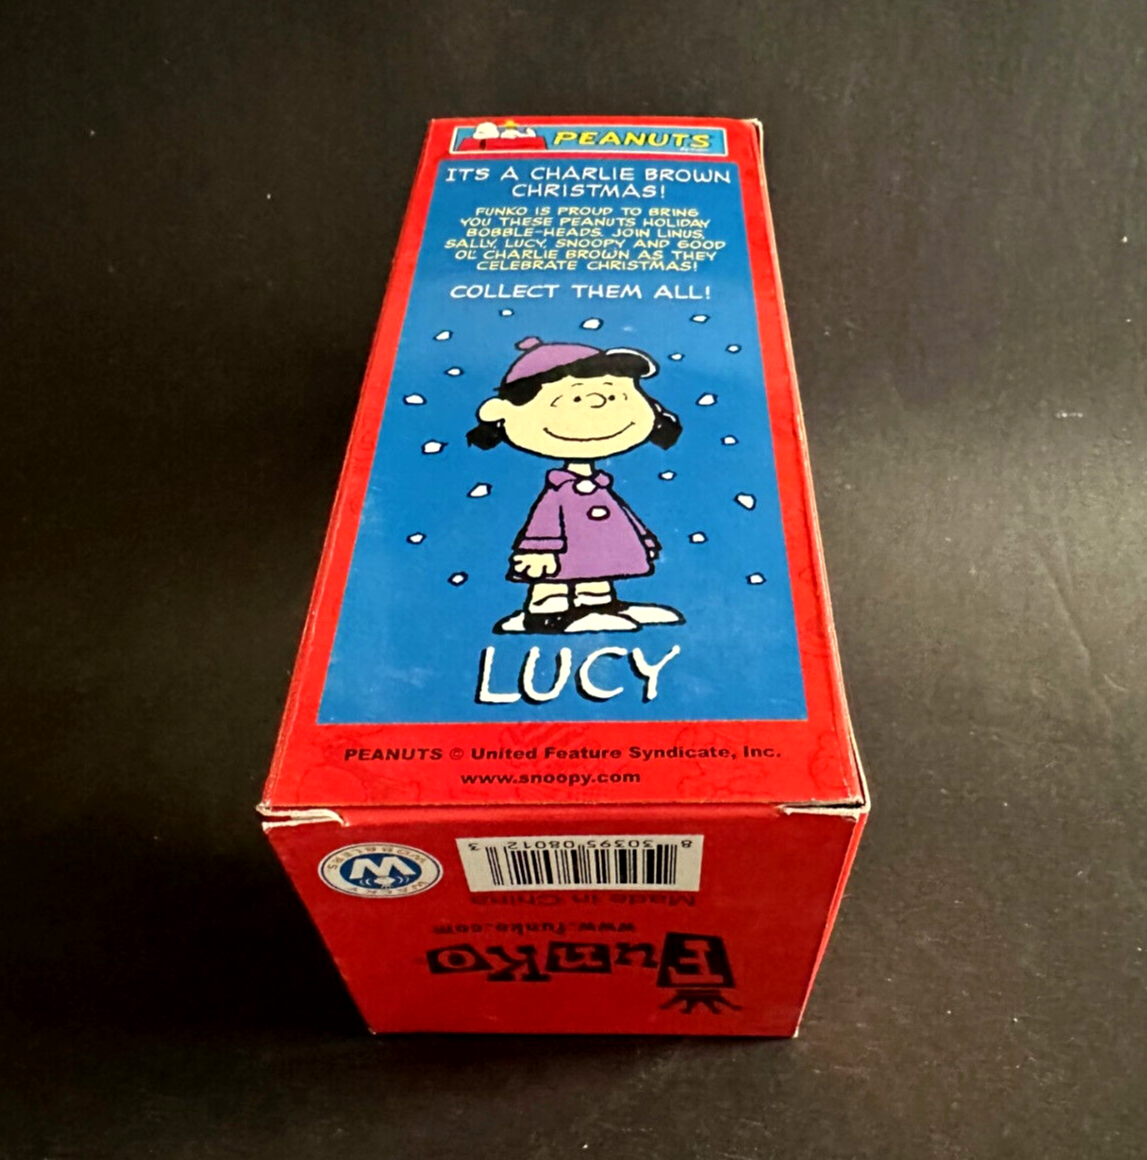 PEANUTS
ITS A CHARLIE BROWN
CHRISTMAS!
FUNKO IS PROUD TO BRING
YOU THESE PEANUTS HOLIDAY
BOBBLE-HEADS. JOIN LINUS,
SALLY, LUCY, SNOOPY AND GOOD
OL' CHARLIE BROWN AS THEY
CELEBRATE CHRISTMAS!
COLLECT THEM ALL!
LUCY
PEANUTS © United Feature Syndicate, Inc.
www.snoopy.com
WACKY
W
WOBBLERS
8 30395 08012 3
Made in China
www.funko.com
FunKo